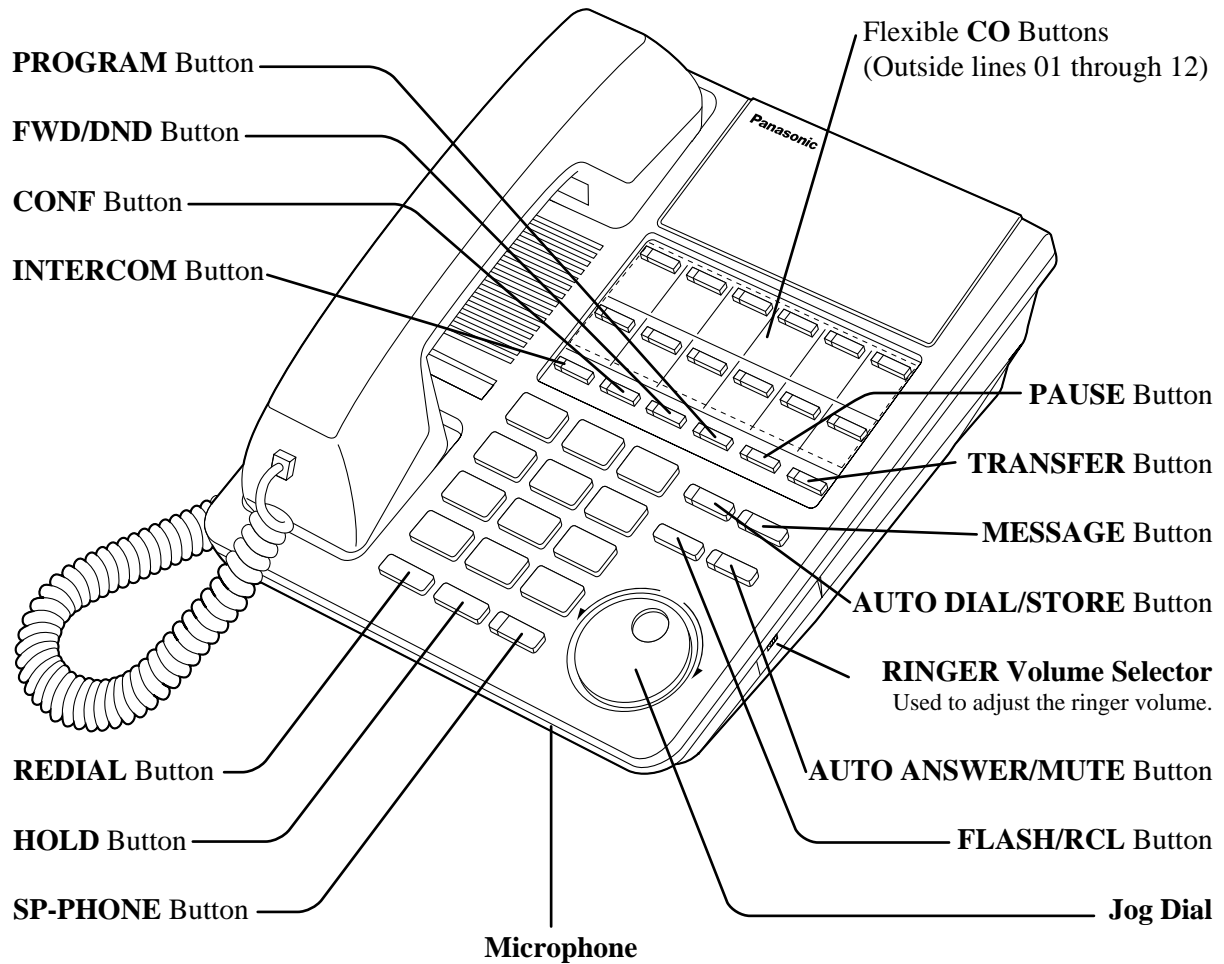 Flexible CO Buttons
(Outside lines 01 through 12)
PROGRAM Button
FWD/DND Button
CONF Button
INTERCOM Button
Panasonic
PAUSE Button
TRANSFER Button
MESSAGE Button
AUTO DIAL/STORE Button
RINGER Volume Selector
Used to adjust the ringer volume.
REDIAL Button
AUTO ANSWER/MUTE Button
HOLD Button
FLASH/RCL Button
SP-PHONE Button
Jog Dial
Microphone